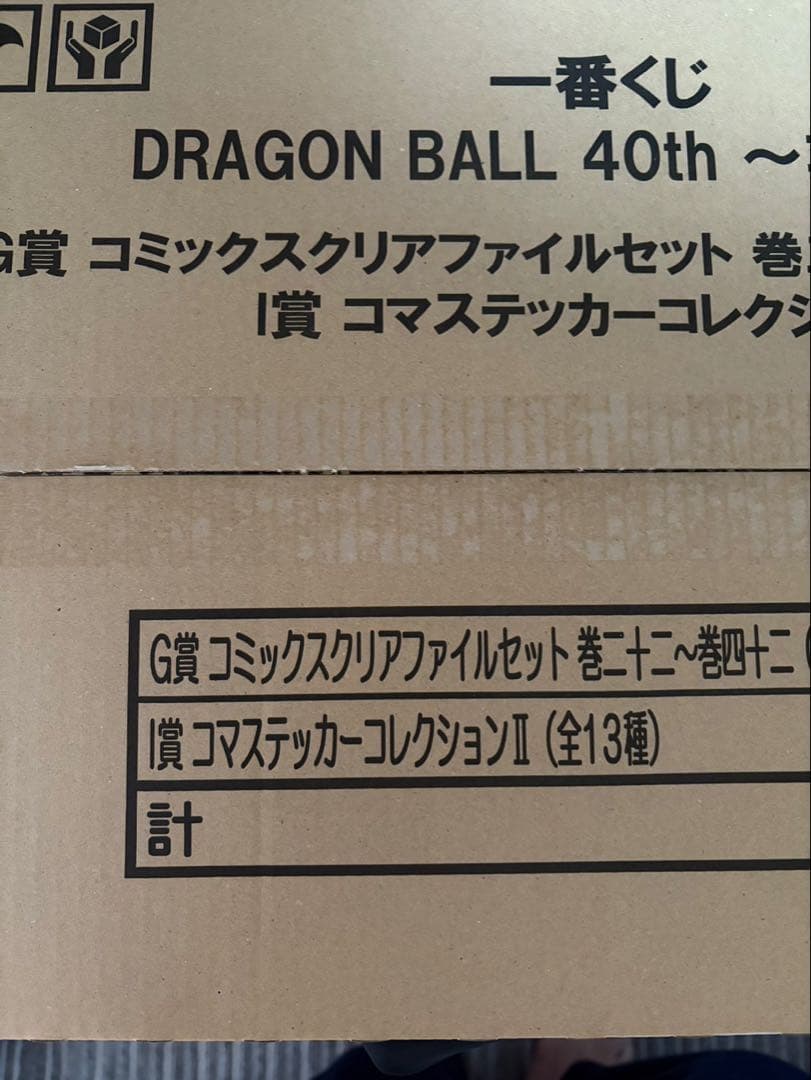 一番くじ
DRAGON BALL 40th ～
G賞 コミックスクリアファイルセット 巻
I賞 コマステッカーコレクシ
G賞 コミックスクリアファイルセット 巻二十二～巻四十二 (
I賞 コマステッカーコレクションⅡ (全13種)
計